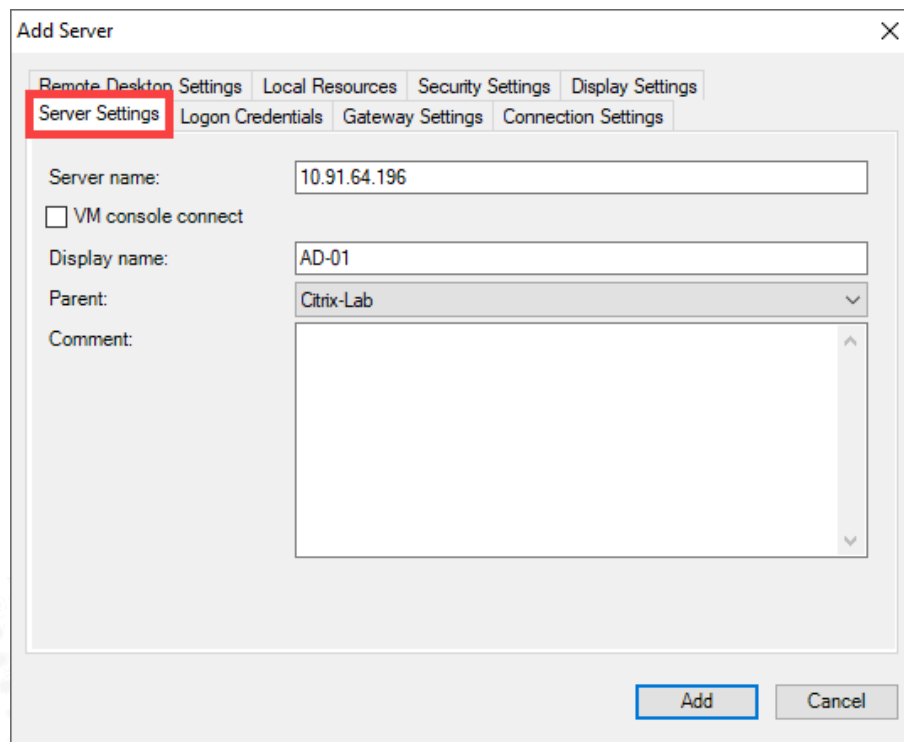 Add Server
Remote Desktop Settings Local Resources Security Settings Display Settings
Server Settings Logon Credentials Gateway Settings Connection Settings
Server name: 10.91.64.196
VM console connect
Display name: AD-01
Parent: Citrix-Lab
Comment:
Add Cancel